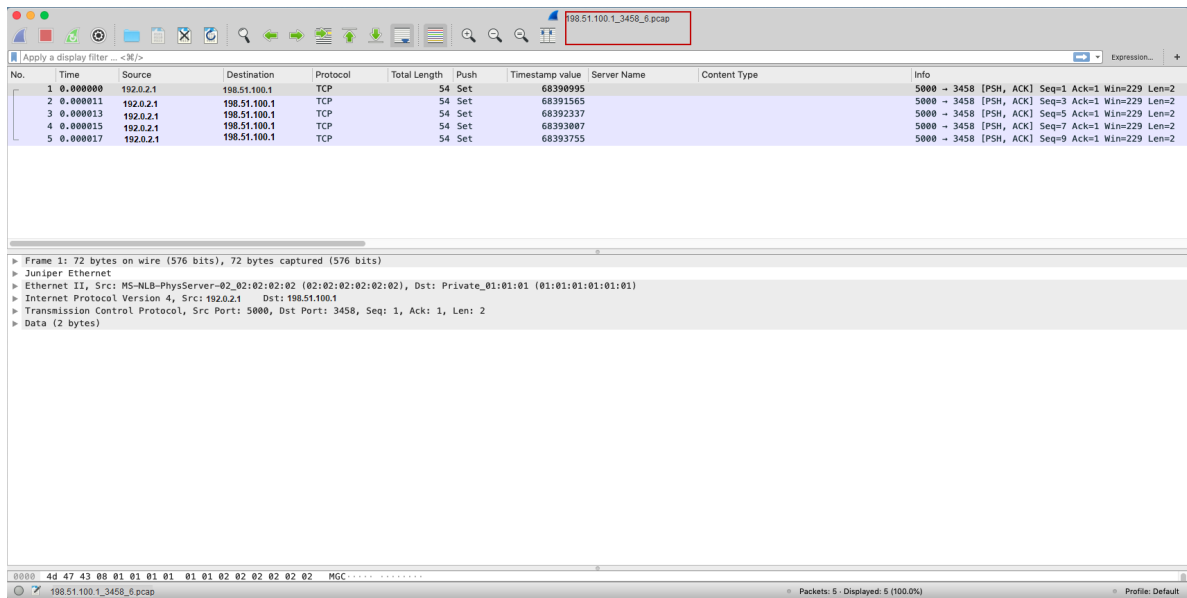 198.51.100.1_3458_6.pcap
Apply a display filter ... <⌘/>
Expression...
+
No. Time Source Destination Protocol Total Length Push Timestamp value Server Name Content Type Info
1 0.000000 192.0.2.1 198.51.100.1 TCP 54 Set 68390995 5000 → 3458 [PSH, ACK] Seq=1 Ack=1 Win=229 Len=2
2 0.000011 192.0.2.1 198.51.100.1 TCP 54 Set 68391565 5000 → 3458 [PSH, ACK] Seq=3 Ack=1 Win=229 Len=2
3 0.000013 192.0.2.1 198.51.100.1 TCP 54 Set 68392337 5000 → 3458 [PSH, ACK] Seq=5 Ack=1 Win=229 Len=2
4 0.000015 192.0.2.1 198.51.100.1 TCP 54 Set 68393007 5000 → 3458 [PSH, ACK] Seq=7 Ack=1 Win=229 Len=2
5 0.000017 192.0.2.1 198.51.100.1 TCP 54 Set 68393755 5000 → 3458 [PSH, ACK] Seq=9 Ack=1 Win=229 Len=2
Frame 1: 72 bytes on wire (576 bits), 72 bytes captured (576 bits)
Juniper Ethernet
Ethernet II, Src: MS-NLB-PhysServer-02_02:02:02:02 (02:02:02:02:02:02), Dst: Private_01:01:01 (01:01:01:01:01:01)
Internet Protocol Version 4, Src: 192.0.2.1 Dst: 198.51.100.1
Transmission Control Protocol, Src Port: 5000, Dst Port: 3458, Seq: 1, Ack: 1, Len: 2
Data (2 bytes)
0000 4d 47 43 08 01 01 01 01 01 01 02 02 02 02 02 02 MGC····· ········
198.51.100.1_3458_6.pcap
Packets: 5 · Displayed: 5 (100.0%)
Profile: Default